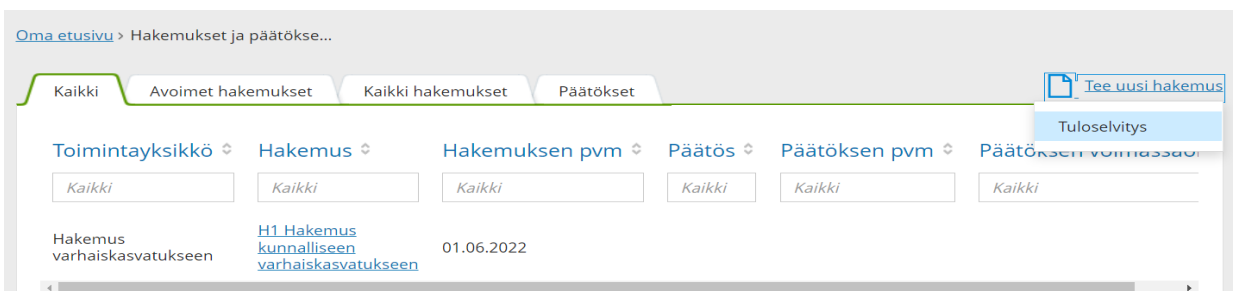 Oma etusivu › Hakemukset ja päätökse...
Kaikki Avoimet hakemukset Kaikki hakemukset Päätökset Tee uusi hakemus
Tuloselvitys
Toimintayksikkö Hakemus Hakemuksen pvm Päätös Päätöksen pvm Päätöksen
Kaikki Kaikki Kaikki Kaikki Kaikki Kaikki
Hakemus
varhaiskasvatukseen
H1 Hakemus
kunnalliseen
varhaiskasvatukseen
01.06.2022